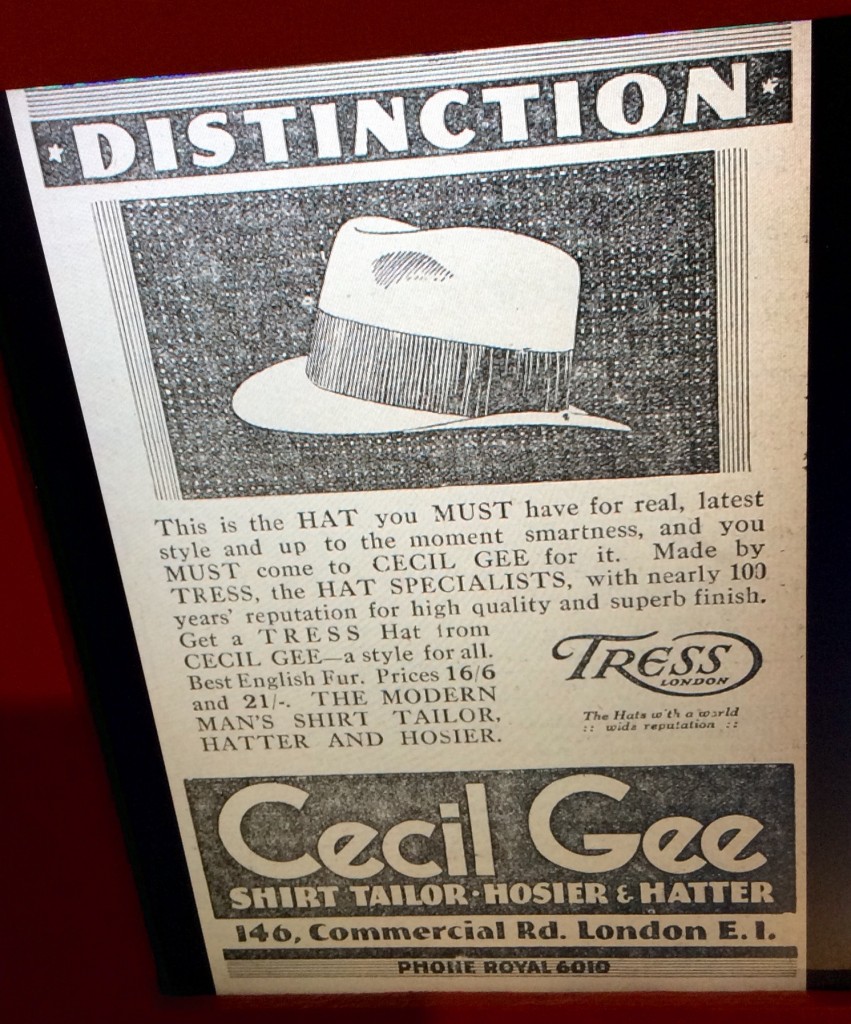 DISTINCTION
This is the HAT you MUST have for real, latest
style and up to the moment smartness, and you
MUST come to CECIL GEE for it. Made by
TRESS, the HAT SPECIALISTS, with nearly 100
years' reputation for high quality and superb finish.
Get a TRESS Hat from
CECIL GEE—a style for all.
Best English Fur. Prices 16/6
and 21/-. THE MODERN
MAN'S SHIRT TAILOR,
HATTER AND HOSIER.
TRESS
LONDON
The Hats with a world
:: wide reputation ::
Cecil Gee
SHIRT TAILOR·HOSIER & HATTER
146, Commercial Rd. London E.1.
PHONE ROYAL 6010